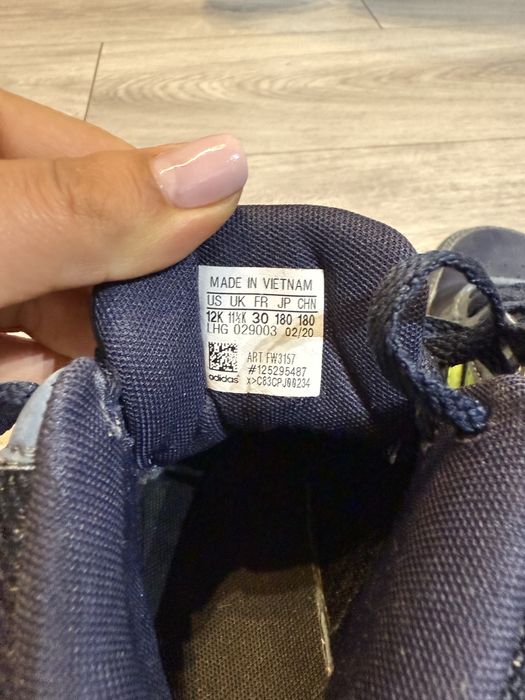 MADE IN VIETNAM
US UK FR JP CHN
12K 11½K 30 180 180
LHG 029003 02/20
ART FW3157
#125295487
adidas x>C83CPJ00234